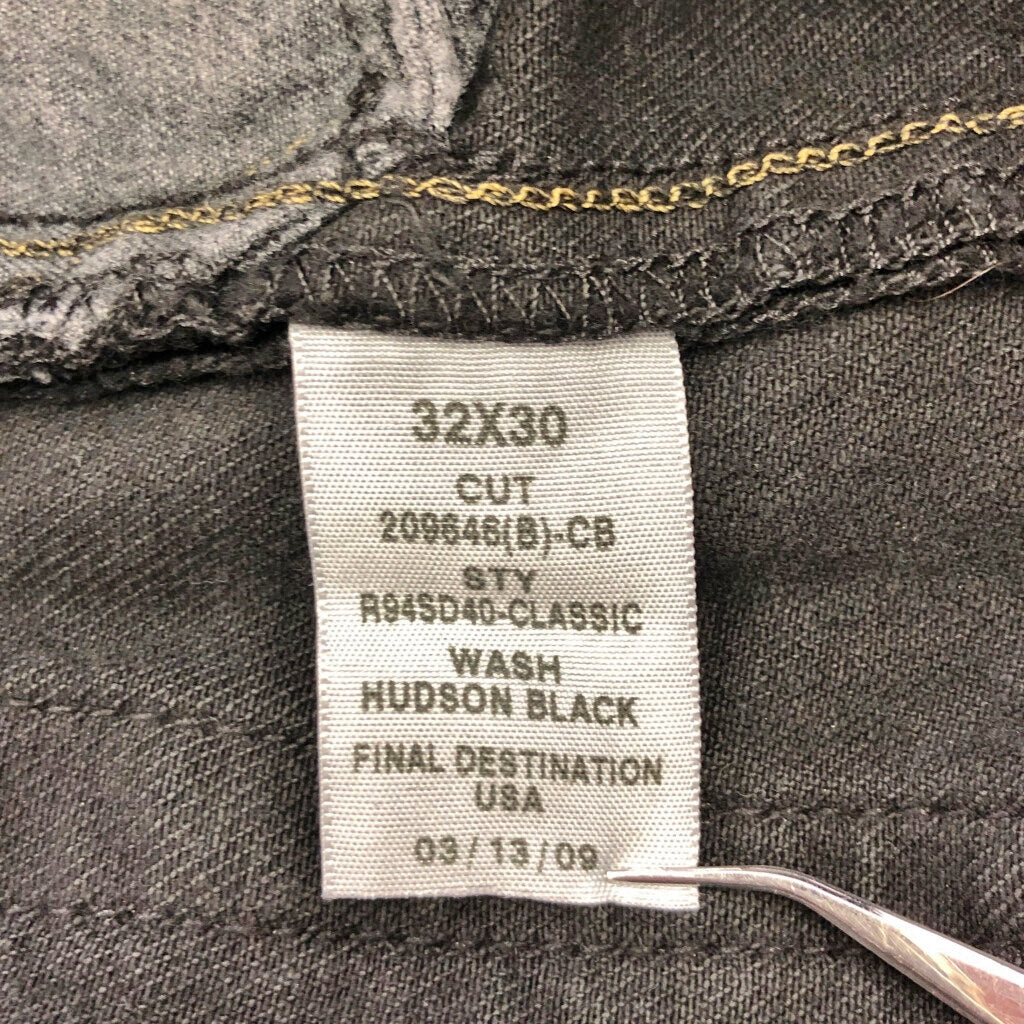 32X30
CUT
209646(B)-CB
STY
R94SD40-CLASSIC
WASH
HUDSON BLACK
FINAL DESTINATION
USA
03/13/09